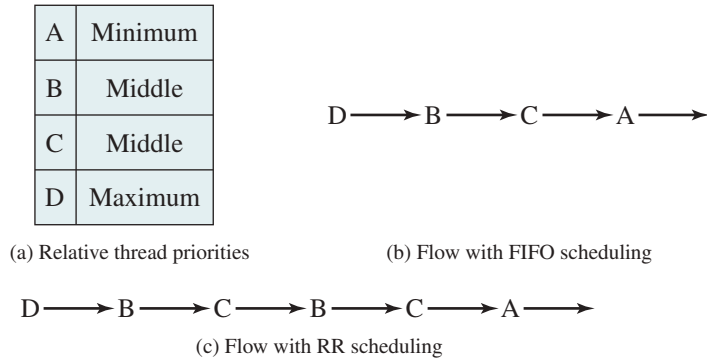 A Minimum
B Middle
C Middle
D Maximum
(a) Relative thread priorities
D B C A
(b) Flow with FIFO scheduling
D B C B C A
(c) Flow with RR scheduling